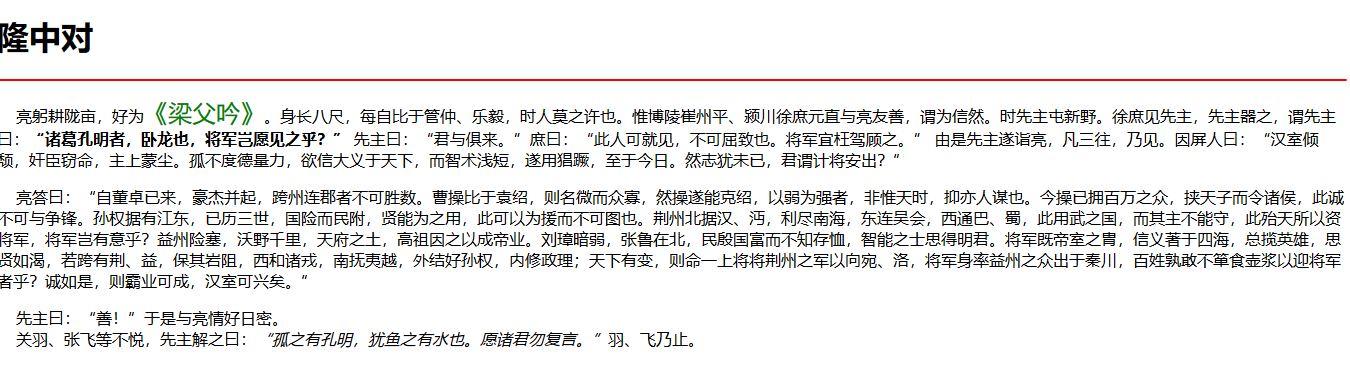 隆中对
亮躬耕陇亩，好为《梁父吟》。身长八尺，每自比于管仲、乐毅，时人莫之许也。惟博陵崔州平、颍川徐庶元直与亮友善，谓为信然。时先主屯新野。徐庶见先主，先主器之，谓先主
曰：“诸葛孔明者，卧龙也，将军岂愿见之乎？” 先主曰：“君与俱来。”庶曰：“此人可就见，不可屈致也。将军宜枉驾顾之。” 由是先主遂诣亮，凡三往，乃见。因屏人曰：“汉室倾
颓，奸臣窃命，主上蒙尘。孤不度德量力，欲信大义于天下，而智术浅短，遂用猖蹶，至于今日。然志犹未已，君谓计将安出？”
亮答曰：“自董卓已来，豪杰并起，跨州连郡者不可胜数。曹操比于袁绍，则名微而众寡，然操遂能克绍，以弱为强者，非惟天时，抑亦人谋也。今操已拥百万之众，挟天子而令诸侯，此诚
不可与争锋。孙权据有江东，已历三世，国险而民附，贤能为之用，此可以为援而不可图也。荆州北据汉、沔，利尽南海，东连吴会，西通巴、蜀，此用武之国，而其主不能守，此殆天所以资
将军，将军岂有意乎？益州险塞，沃野千里，天府之土，高祖因之以成帝业。刘璋暗弱，张鲁在北，民殷国富而不知存恤，智能之士思得明君。将军既帝室之胄，信义著于四海，总揽英雄，思
贤如渴，若跨有荆、益，保其岩阻，西和诸戎，南抚夷越，外结好孙权，内修政理；天下有变，则命一上将将荆州之军以向宛、洛，将军身率益州之众出于秦川，百姓孰敢不箪食壶浆以迎将军
者乎？诚如是，则霸业可成，汉室可兴矣。”
先主曰：“善！”于是与亮情好日密。
关羽、张飞等不悦，先主解之曰：“孤之有孔明，犹鱼之有水也。愿诸君勿复言。”羽、飞乃止。